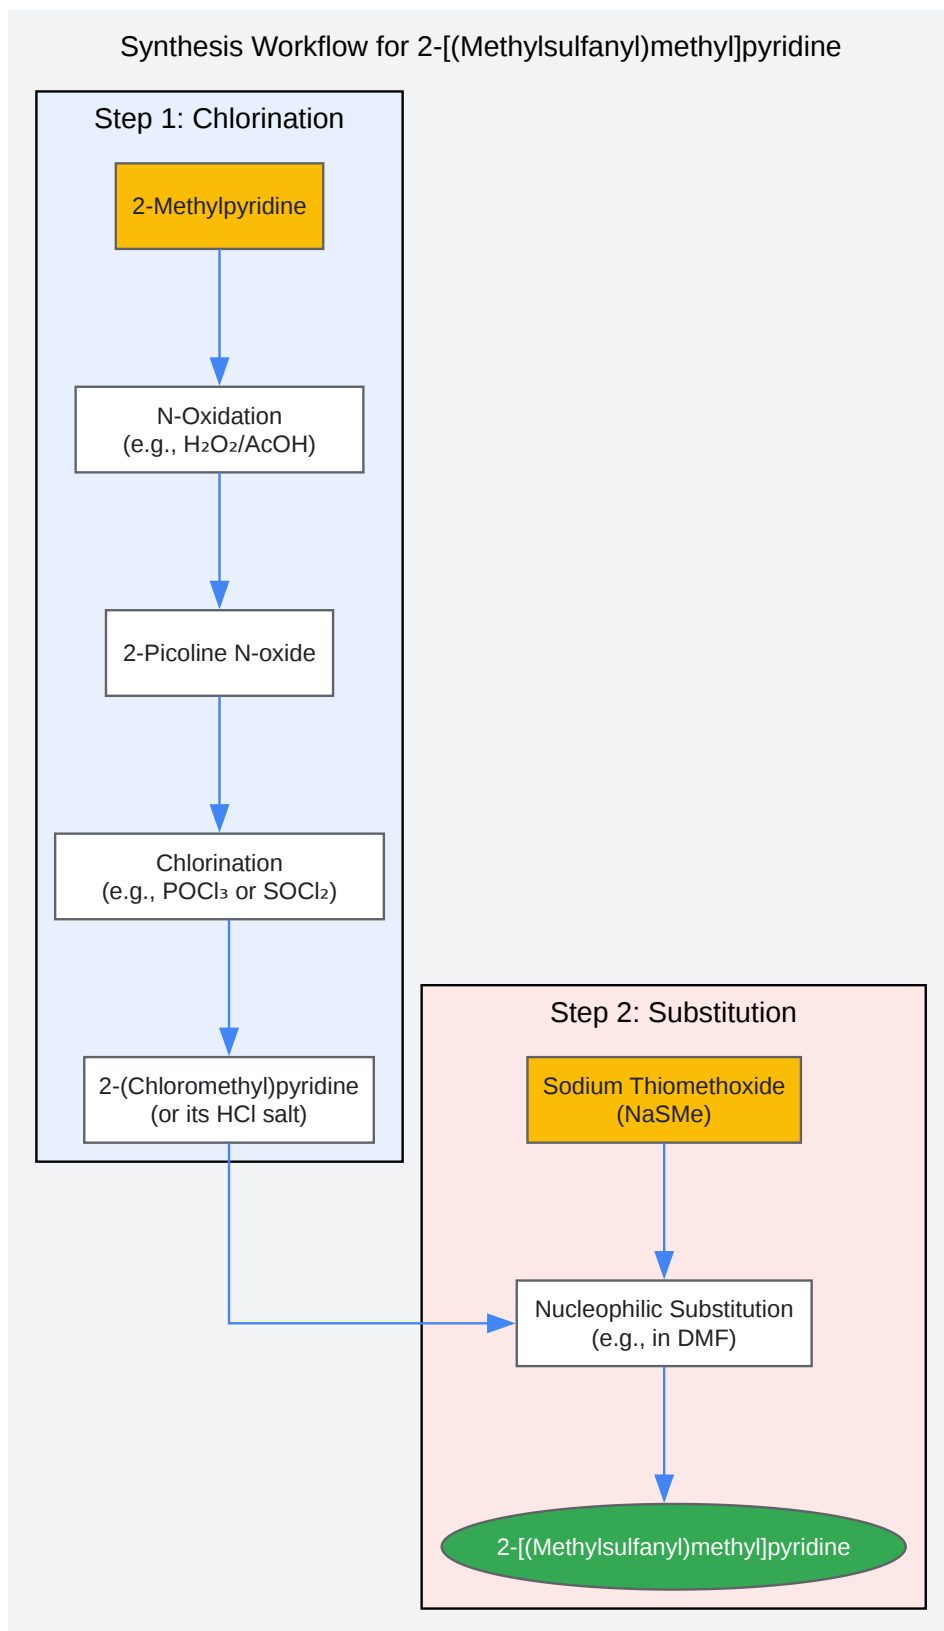 Synthesis Workflow for 2-[(Methylsulfanyl)methyl]pyridine
Step 1: Chlorination
2-Methylpyridine
N-Oxidation
(e.g., H₂O₂/AcOH)
2-Picoline N-oxide
Chlorination
(e.g., POCl₃ or SOCl₂)
2-(Chloromethyl)pyridine
(or its HCl salt)
Step 2: Substitution
Sodium Thiomethoxide
(NaSMe)
Nucleophilic Substitution
(e.g., in DMF)
2-[(Methylsulfanyl)methyl]pyridine